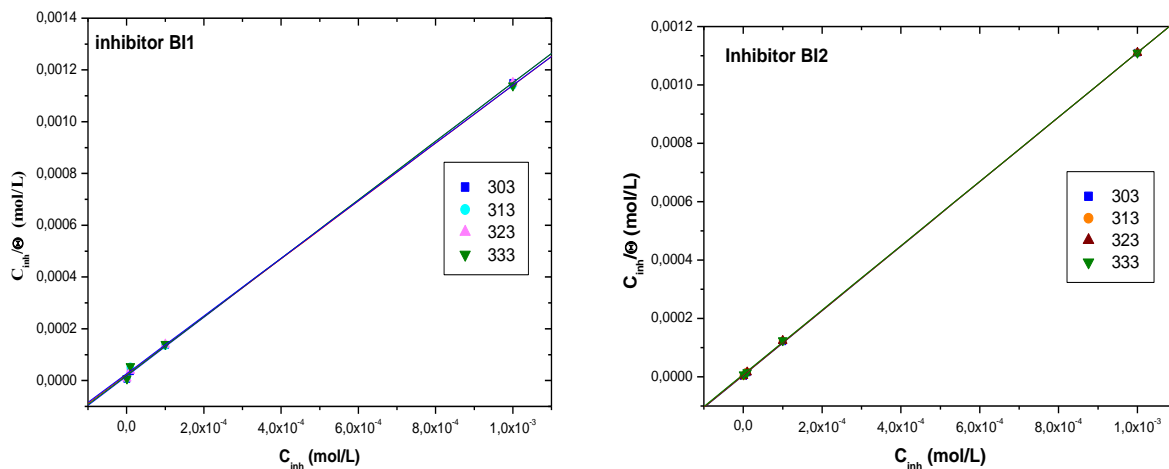 inhibitor BI1
C_inh/Θ (mol/L)
0,0014
0,0012
0,0010
0,0008
0,0006
0,0004
0,0002
0,0000
303
313
323
333
0,0 2,0x10⁻⁴ 4,0x10⁻⁴ 6,0x10⁻⁴ 8,0x10⁻⁴ 1,0x10⁻³
C_inh (mol/L)
Inhibitor BI2
C_inh/Θ (mol/L)
0,0012
0,0010
0,0008
0,0006
0,0004
0,0002
0,0000
303
313
323
333
0,0 2,0x10⁻⁴ 4,0x10⁻⁴ 6,0x10⁻⁴ 8,0x10⁻⁴ 1,0x10⁻³
C_inh (mol/L)